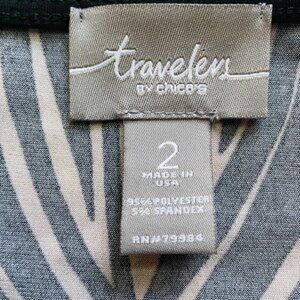 travelers
BY chico's
2
MADE IN
USA
95% POLYESTER
5% SPANDEX
RN#79984